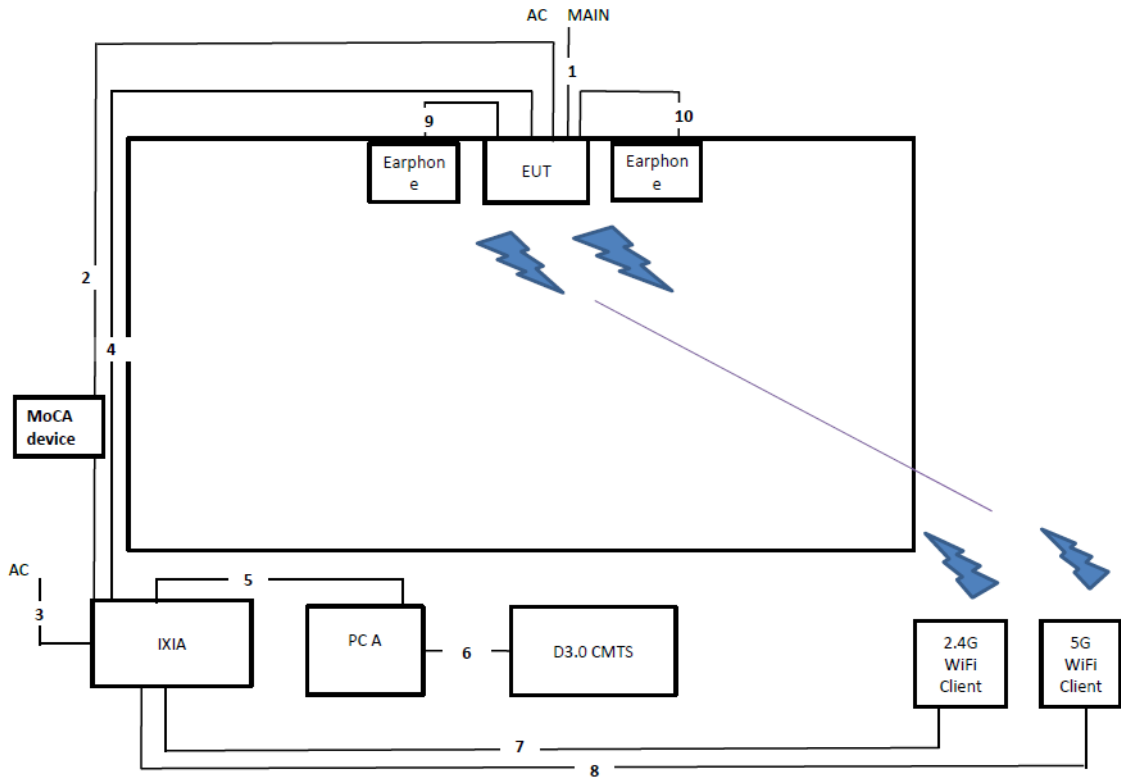 AC MAIN
1
9
10
Earphon
e
EUT
Earphon
e
2
4
MoCA
device
AC
3
5
IXIA
PC A
6
D3.0 CMTS
2.4G
WiFi
Client
5G
WiFi
Client
7
8